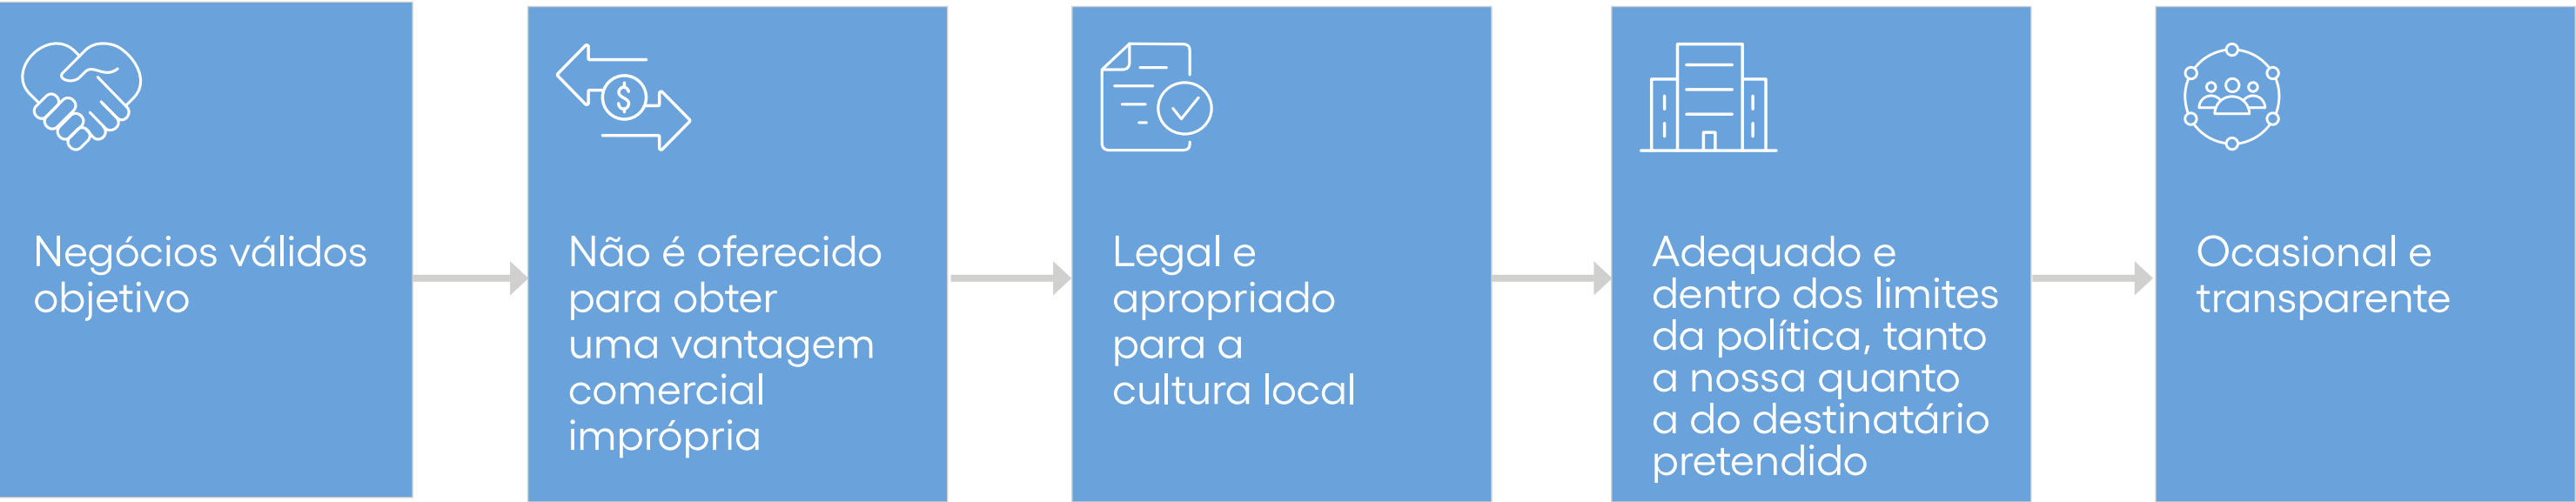 Negócios válidos
objetivo
Não é oferecido
para obter
uma vantagem
comercial
imprópria
Legal e
apropriado
para a
cultura local
Adequado e
dentro dos limites
da política, tanto
a nossa quanto
a do destinatário
pretendido
Ocasional e
transparente